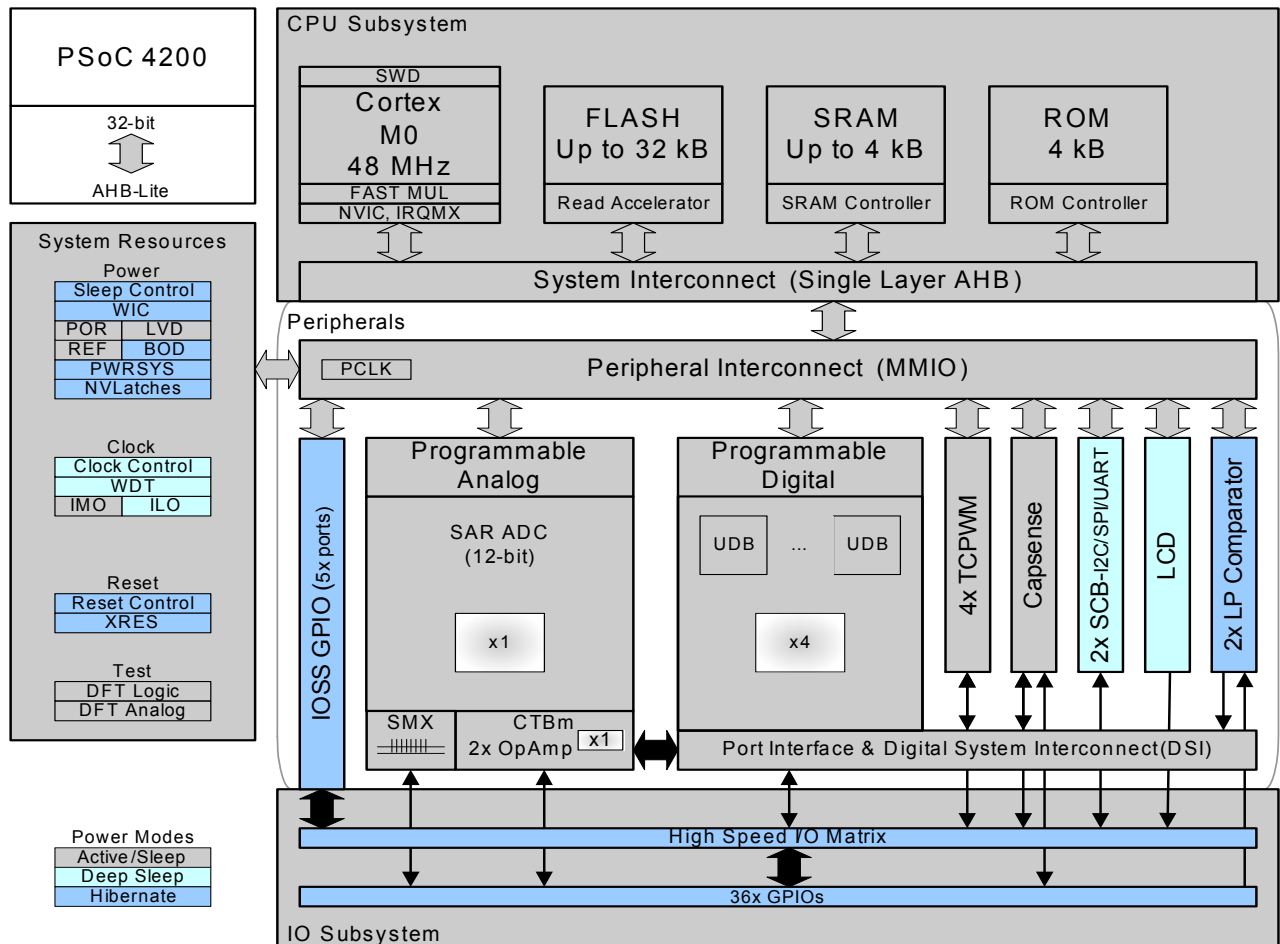 PSoC 4200
32-bit
AHB-Lite
CPU Subsystem
SWD
Cortex
M0
48 MHz
FAST MUL
NVIC, IRQMX
FLASH
Up to 32 kB
Read Accelerator
SRAM
Up to 4 kB
SRAM Controller
ROM
4 kB
ROM Controller
System Interconnect (Single Layer AHB)
System Resources
Power
Sleep Control
WIC
POR LVD
REF BOD
PWRSYS
NVLatches
Clock
Clock Control
WDT
IMO ILO
Reset
Reset Control
XRES
Test
DFT Logic
DFT Analog
Peripherals
PCLK
Peripheral Interconnect (MMIO)
IOSS GPIO (5x ports)
Programmable
Analog
SAR ADC
(12-bit)
x1
SMX
CTBm
2x OpAmp
x1
Programmable
Digital
UDB ... UDB
x4
4x TCPWM
Capsense
2x SCB-I2C/SPI/UART
LCD
2x LP Comparator
Port Interface & Digital System Interconnect(DSI)
High Speed I/O Matrix
36x GPIOs
IO Subsystem
Power Modes
Active/Sleep
Deep Sleep
Hibernate